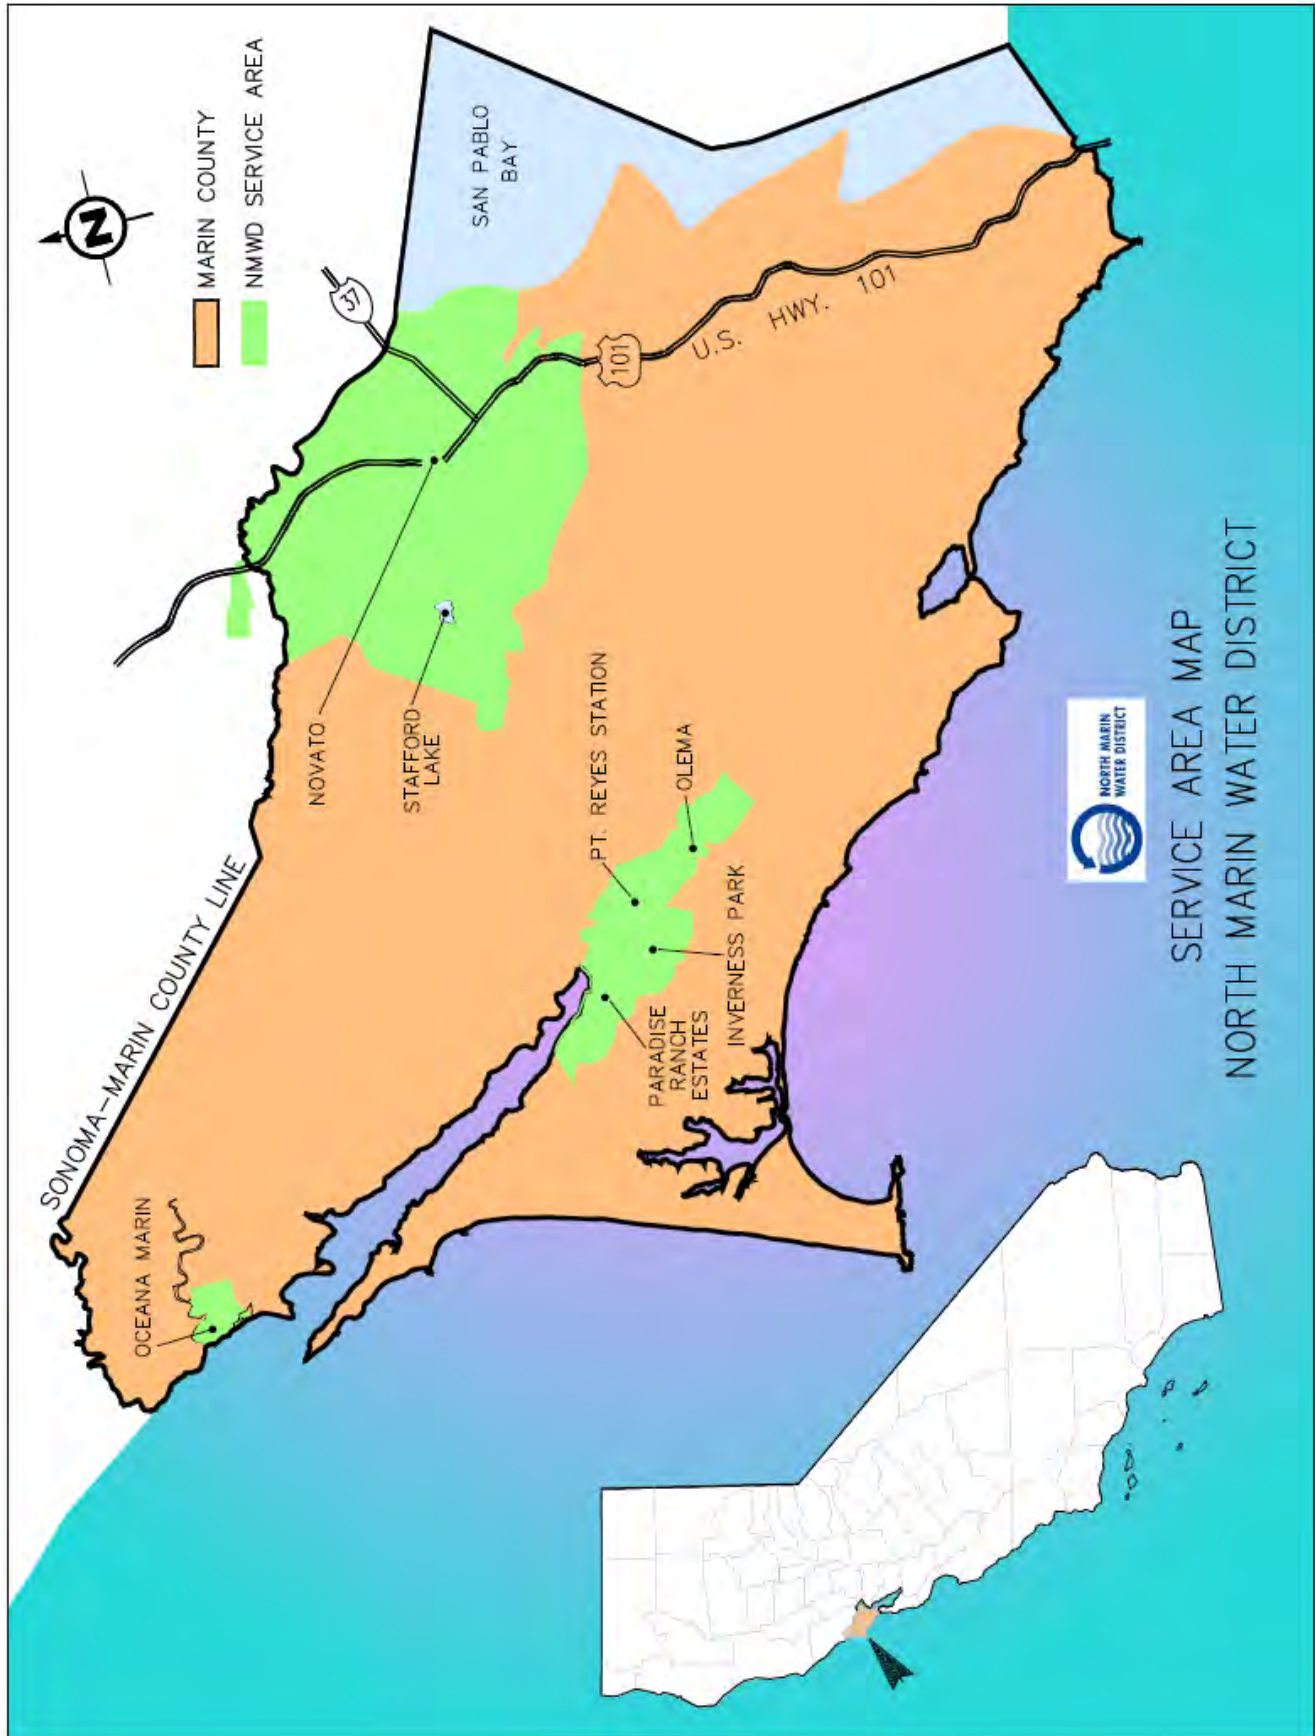 N
MARIN COUNTY
NMWD SERVICE AREA
SONOMA-MARIN COUNTY LINE
37
SAN PABLO
BAY
OCEANA MARIN
NOVATO
STAFFORD
LAKE
101
U.S. HWY. 101
PT. REYES STATION
OLEMA
PARADISE
RANCH
ESTATES
INVERNESS PARK
NORTH MARIN
WATER DISTRICT
SERVICE AREA MAP
NORTH MARIN WATER DISTRICT